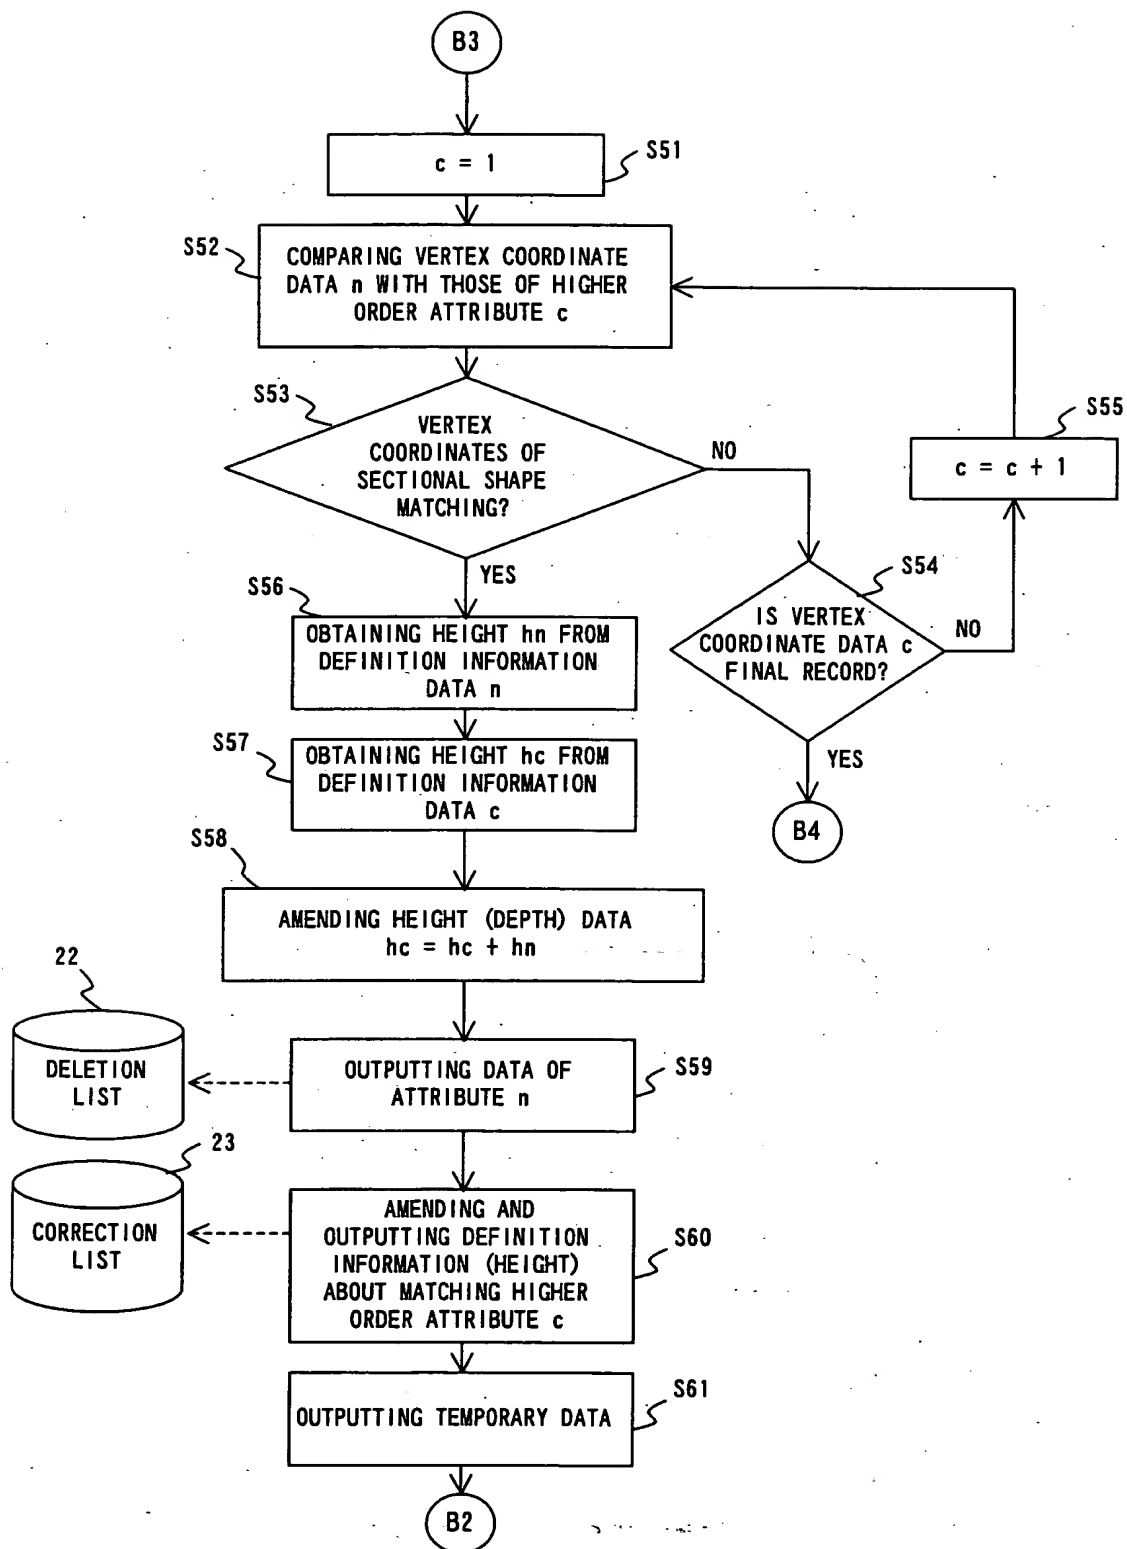 B3
c = 1
S51
S52
COMPARING VERTEX COORDINATE
DATA n WITH THOSE OF HIGHER
ORDER ATTRIBUTE c
S53
VERTEX
COORDINATES OF
SECTIONAL SHAPE
MATCHING?
NO
S55
c = c + 1
S54
IS VERTEX
COORDINATE DATA c
FINAL RECORD?
NO
YES
B4
YES
S56
OBTAINING HEIGHT hn FROM
DEFINITION INFORMATION
DATA n
S57
OBTAINING HEIGHT hc FROM
DEFINITION INFORMATION
DATA c
S58
AMENDING HEIGHT (DEPTH) DATA
hc = hc + hn
22
DELETION
LIST
OUTPUTTING DATA OF
ATTRIBUTE n
S59
23
CORRECTION
LIST
AMENDING AND
OUTPUTTING DEFINITION
INFORMATION (HEIGHT)
ABOUT MATCHING HIGHER
ORDER ATTRIBUTE c
S60
OUTPUTTING TEMPORARY DATA
S61
B2